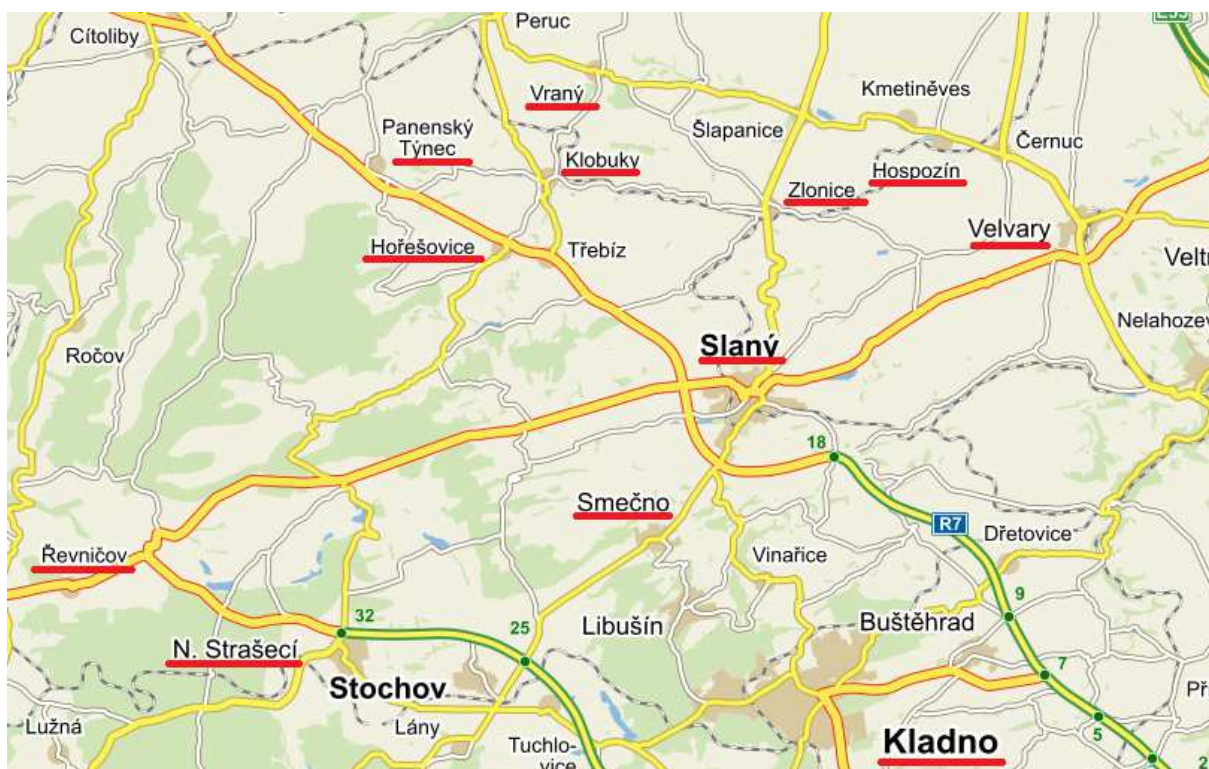 E55
Peruc
Cítoliby
Vraný
Kmetiněves
Panenský
Týnec
Šlapanice
Černuc
Klobuky
Hospozín
Zlonice
Velvary
Hořešovice
Třebíz
Veltr
Nelahozev
Slaný
Ročov
18
Smečno
R7
Dřetovice
Řevničov
Vinařice
9
32
25
Libušín
Buštěhrad
N. Strašecí
7
Stochov
Př
Lužná
Lány
5
Kladno
Tuchlo-
vice
2